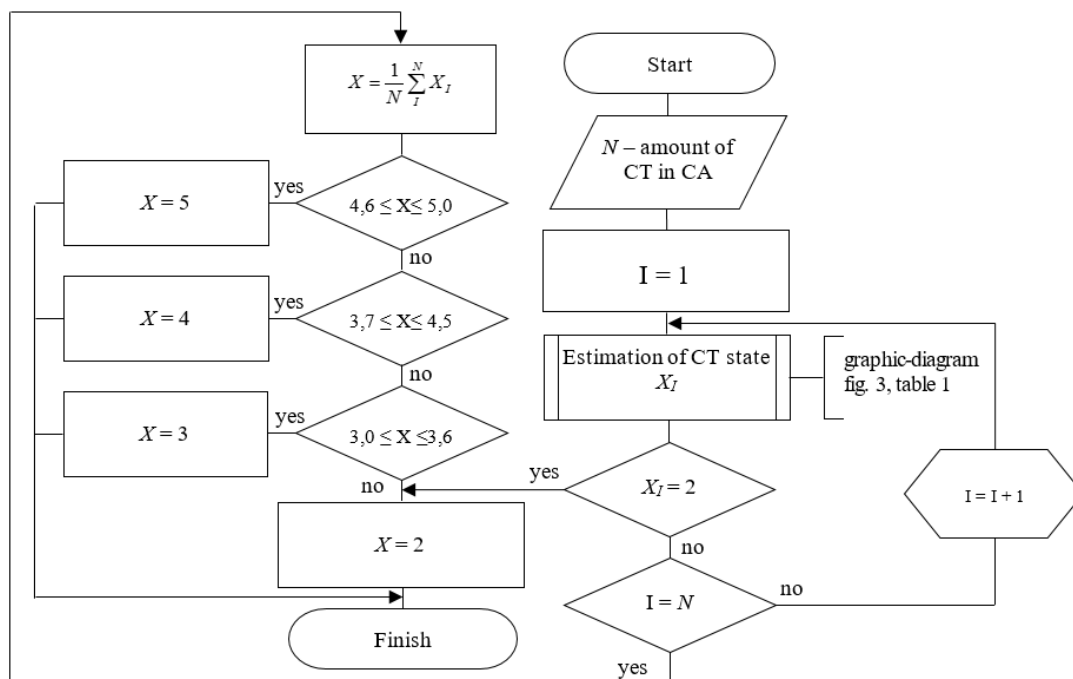 Start
N – amount of
CT in CA
I = 1
Estimation of CT state
X_I
graphic-diagram
fig. 3, table 1
yes
X_I = 2
no
I = N
no
yes
I = I + 1
X = \frac{1}{N} \sum_{I}^{N} X_I
4,6 ≤ X≤ 5,0
yes
X = 5
no
3,7 ≤ X≤ 4,5
yes
X = 4
no
3,0 ≤ X ≤3,6
yes
X = 3
no
X = 2
Finish